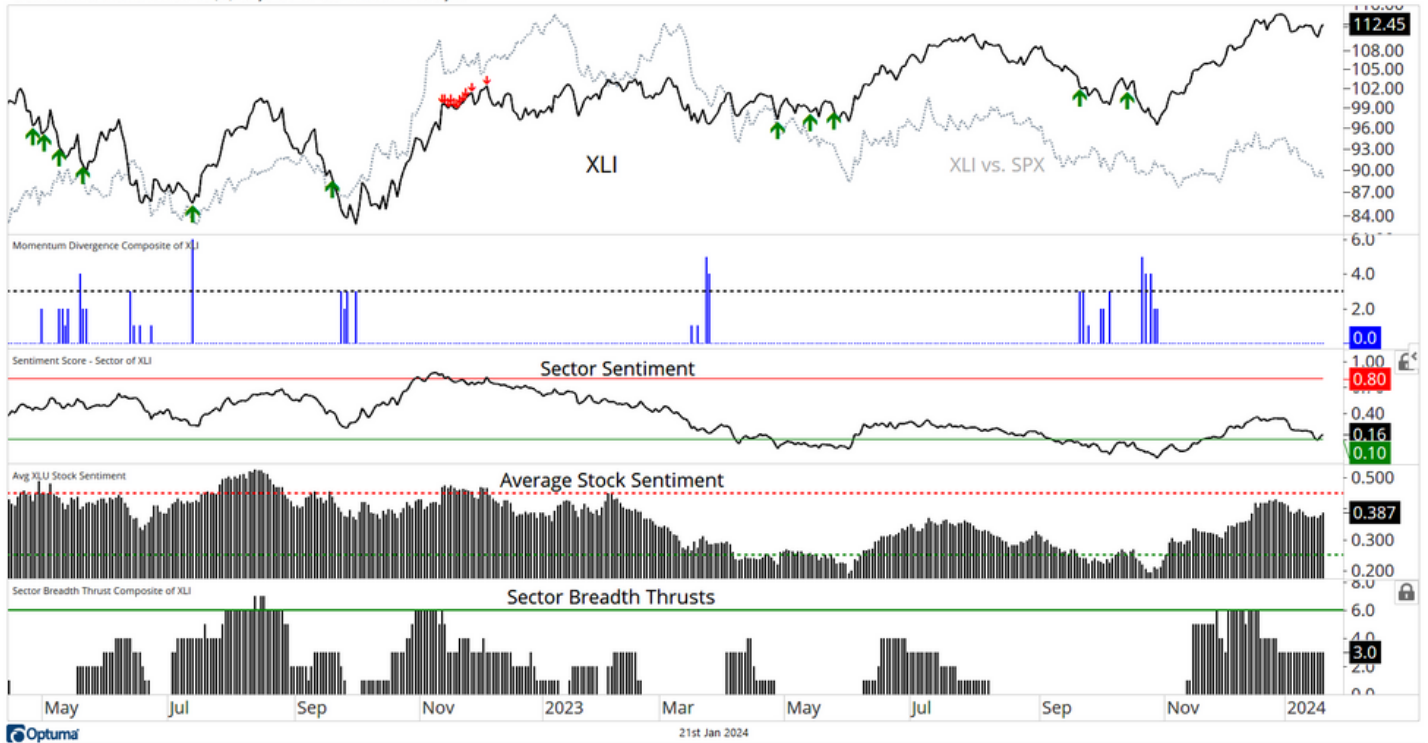 112.45
108.00
105.00
102.00
99.00
96.00
93.00
90.00
87.00
84.00
XLI
XLI vs. SPX
Momentum Divergence Composite of XLI
6.0
4.0
2.0
0.0
Sentiment Score - Sector of XLI
Sector Sentiment
1.00
0.80
0.40
0.16
0.10
Avg XLU Stock Sentiment
Average Stock Sentiment
0.500
0.387
0.300
0.200
Sector Breadth Thrust Composite of XLI
Sector Breadth Thrusts
8.0
6.0
4.0
3.0
2.0
0.0
May Jul Sep Nov 2023 Mar May Jul Sep Nov 2024
Optuma
21st Jan 2024